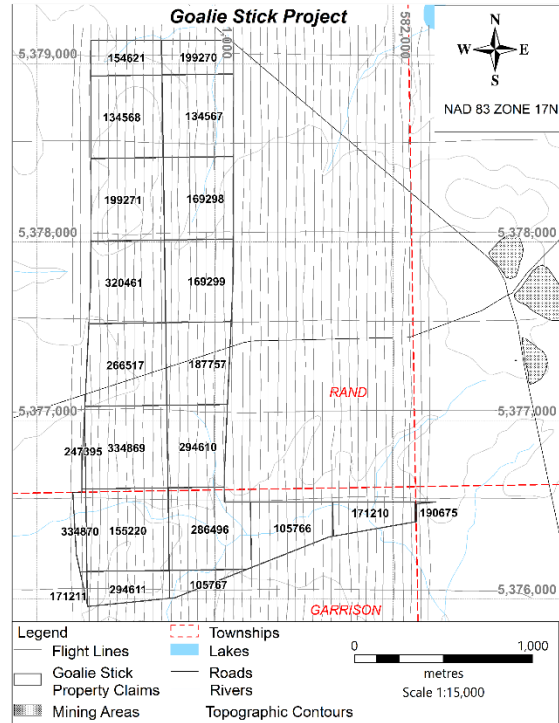 Goalie Stick Project
5,379,000
1,000
582,000
N
W E
S
NAD 83 ZONE 17N
154621 199270
134568 134567
199271 169298
5,378,000 5,378,000
320461 169299
266517 187757
RAND
5,377,000 5,377,000
247395 334869 294610
334870 155220 286496 105766 171210 190675
171211 294611 105767
5,376,000
GARRISON
Legend
Flight Lines
Goalie Stick
Property Claims
Mining Areas
Townships
Lakes
Roads
Rivers
Topographic Contours
0 1,000
metres
Scale 1:15,000